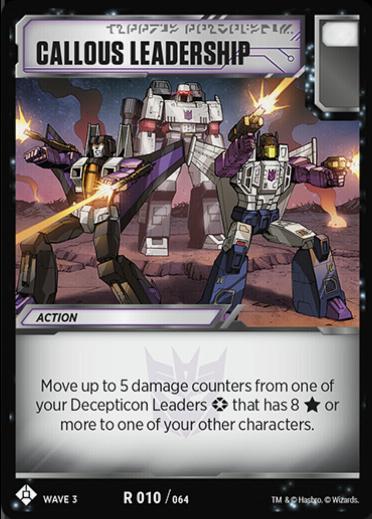 CALLOUS LEADERSHIP
ACTION
Move up to 5 damage counters from one of
your Decepticon Leaders that has 8 ★ or
more to one of your other characters.
WAVE 3 R 010 / 064 TM & © Hasbro. © Wizards.